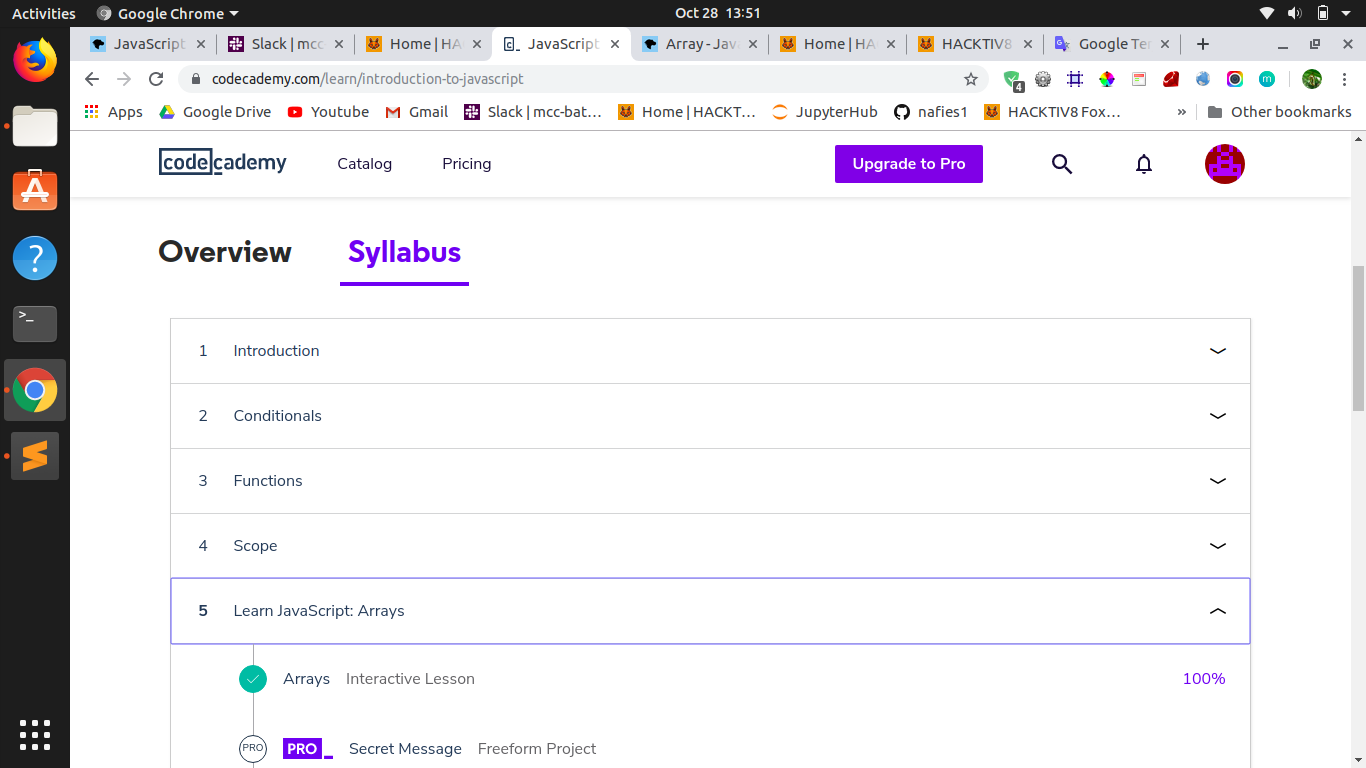 Activities Google Chrome Oct 28 13:51
JavaScript Slack | mcc Home | HA JavaScript Array - Jav Home | HA HACKTIV8 Google Te
codecademy.com/learn/introduction-to-javascript 4 m
Apps Google Drive Youtube Gmail Slack | mcc-bat... Home | HACKT... JupyterHub nafies1 HACKTIV8 Fox... » Other bookmarks
codecademy Catalog Pricing Upgrade to Pro
Overview Syllabus
1 Introduction
2 Conditionals
3 Functions
4 Scope
5 Learn JavaScript: Arrays
Arrays Interactive Lesson 100%
PRO PRO_ Secret Message Freeform Project